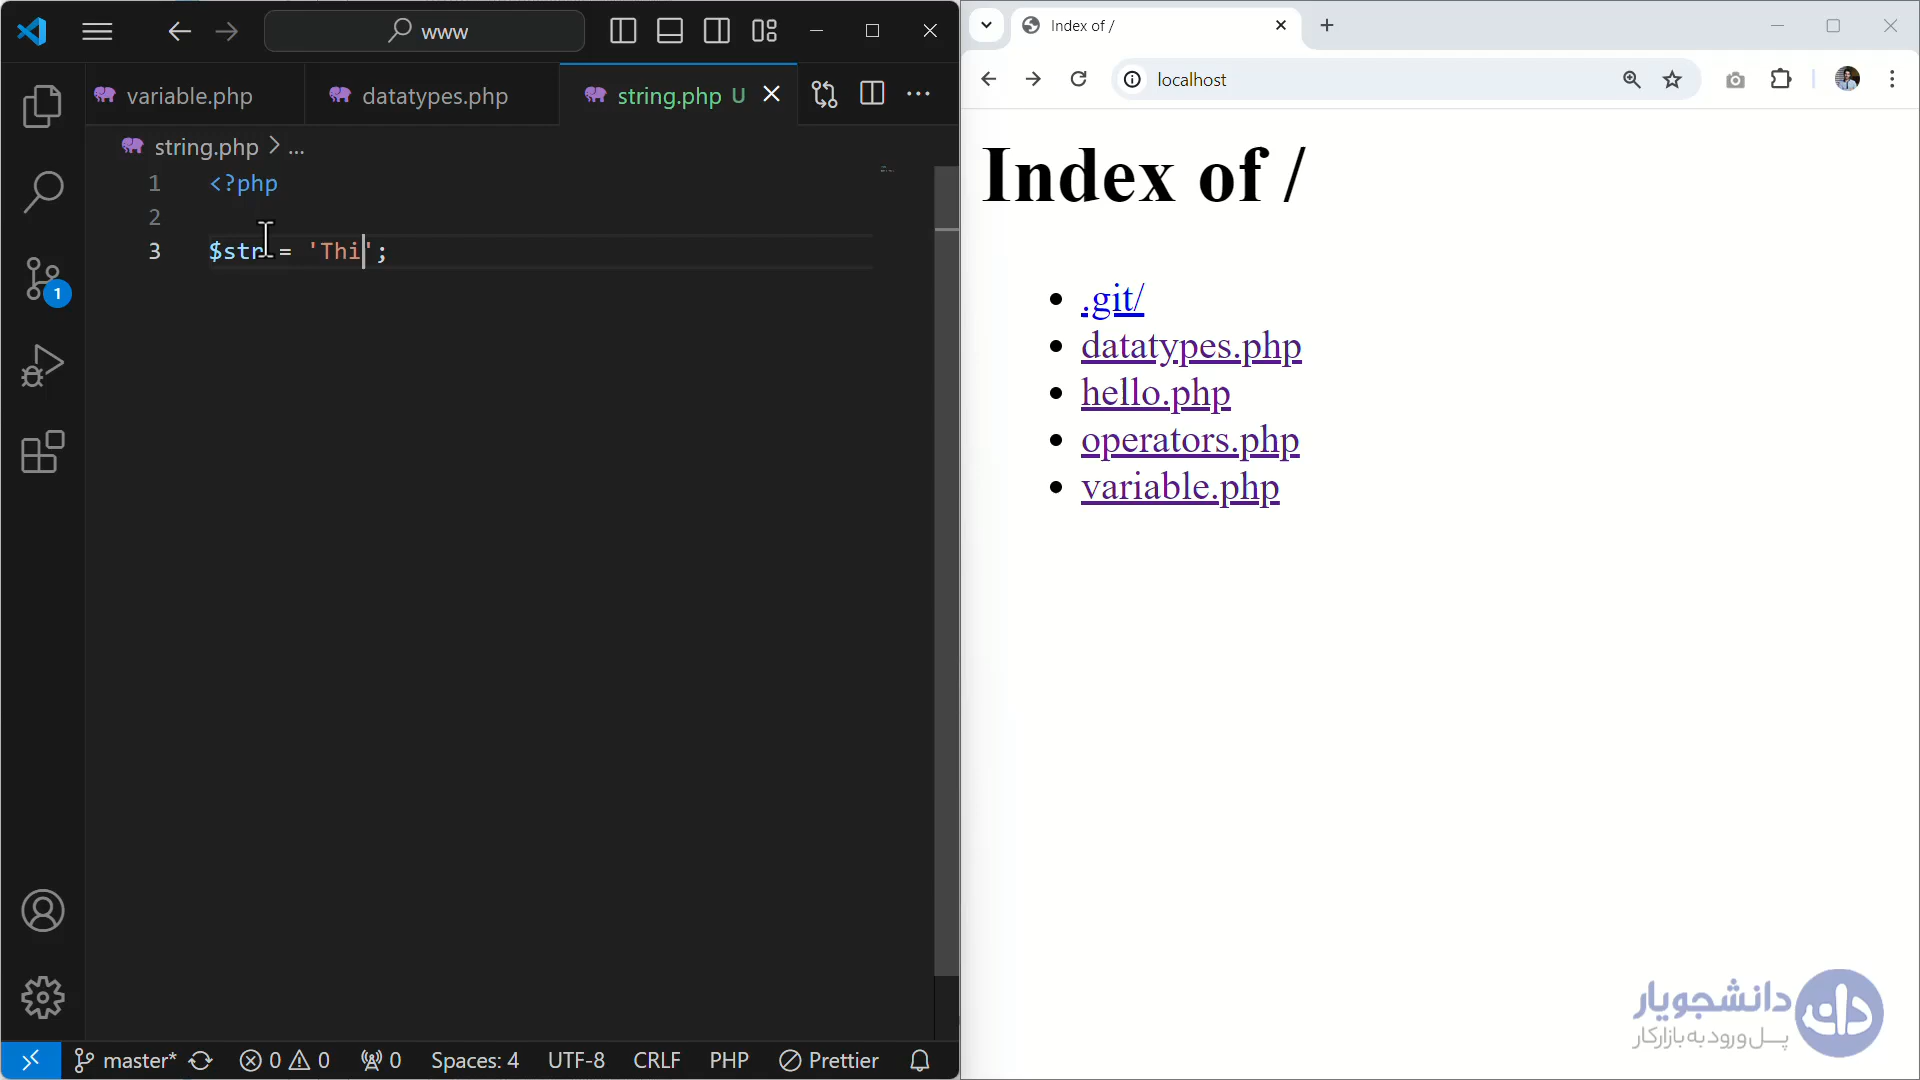 www
variable.php
datatypes.php
string.php U
string.php > ...
1 <?php
2
3 $str = 'Thi';
1
master*
0 0
0
Spaces: 4
UTF-8
CRLF
PHP
Prettier
Index of /
localhost
Index of /
.git/
datatypes.php
hello.php
operators.php
variable.php
دانشجویار
پل ورود به بازار کار